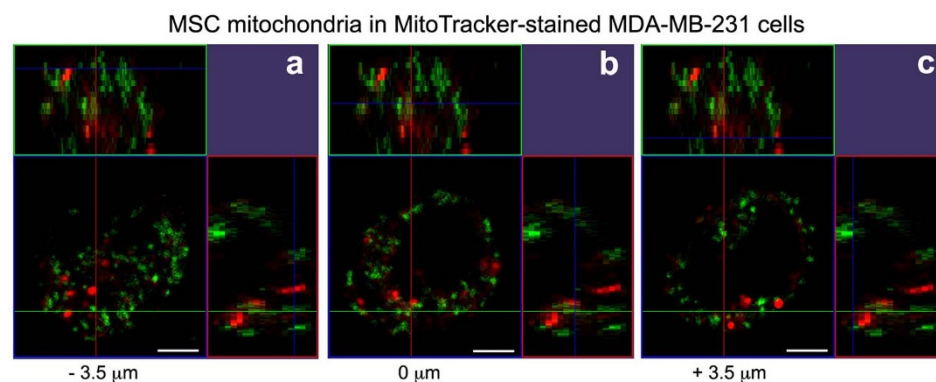 MSC mitochondria in MitoTracker-stained MDA-MB-231 cells
a
b
c
- 3.5 µm
0 µm
+ 3.5 µm